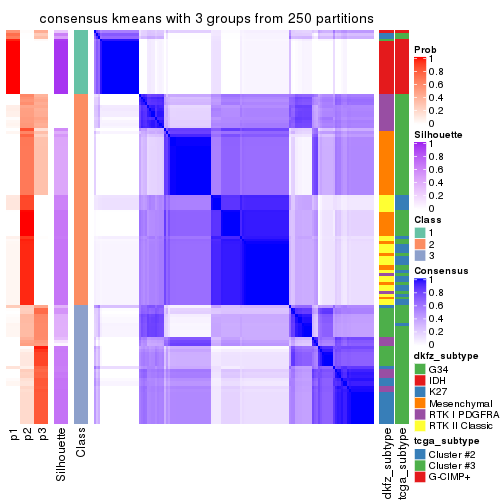 consensus kmeans with 3 groups from 250 partitions
Prob
1
0.8
0.6
0.4
0.2
0
Silhouette
1
0.8
0.6
0.4
0.2
0
Class
1
2
3
Consensus
1
0.8
0.6
0.4
0.2
0
dkfz_subtype
G34
IDH
K27
Mesenchymal
RTK I PDGFRA
RTK II Classic
tcga_subtype
Cluster #2
Cluster #3
G-CIMP+
p1
p2
p3
Silhouette
Class
dkfz_subtype
tcga_subtype